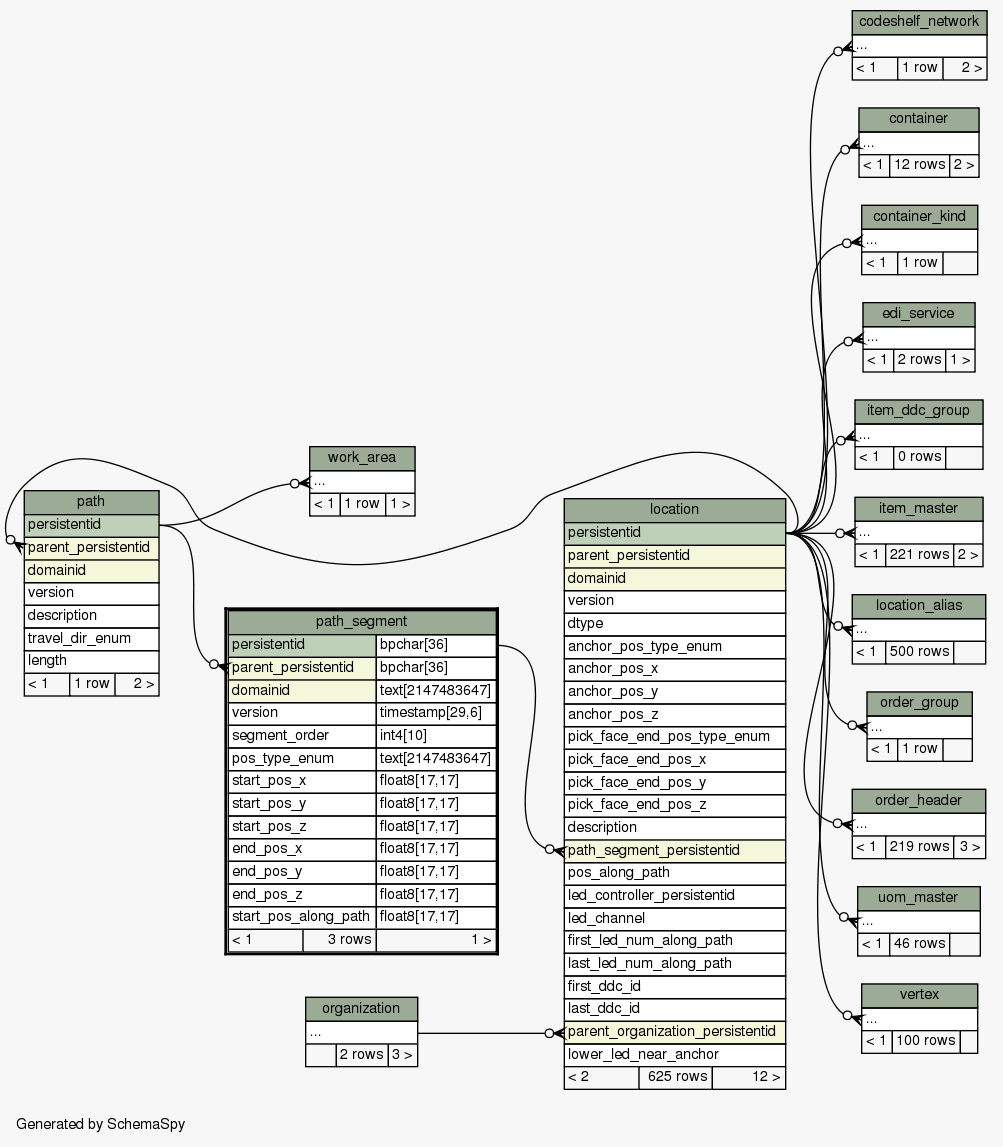 codeshelf_network
...
< 1 1 row 2 >
container
...
< 1 12 rows 2 >
container_kind
...
< 1 1 row
edi_service
...
< 1 2 rows 1 >
item_ddc_group
...
< 1 0 rows
item_master
...
< 1 221 rows 2 >
location_alias
...
< 1 500 rows
order_group
...
< 1 1 row
order_header
...
< 1 219 rows 3 >
uom_master
...
< 1 46 rows
vertex
...
< 1 100 rows
work_area
...
< 1 1 row 1 >
path
persistentid
parent_persistentid
domainid
version
description
travel_dir_enum
length
< 1 1 row 2 >
path_segment
persistentid bpchar[36]
parent_persistentid bpchar[36]
domainid text[2147483647]
version timestamp[29,6]
segment_order int4[10]
pos_type_enum text[2147483647]
start_pos_x float8[17,17]
start_pos_y float8[17,17]
start_pos_z float8[17,17]
end_pos_x float8[17,17]
end_pos_y float8[17,17]
end_pos_z float8[17,17]
start_pos_along_path float8[17,17]
< 1 3 rows 1 >
location
persistentid
parent_persistentid
domainid
version
dtype
anchor_pos_type_enum
anchor_pos_x
anchor_pos_y
anchor_pos_z
pick_face_end_pos_type_enum
pick_face_end_pos_x
pick_face_end_pos_y
pick_face_end_pos_z
description
path_segment_persistentid
pos_along_path
led_controller_persistentid
led_channel
first_led_num_along_path
last_led_num_along_path
first_ddc_id
last_ddc_id
parent_organization_persistentid
lower_led_near_anchor
< 2 625 rows 12 >
organization
...
2 rows 3 >
Generated by SchemaSpy